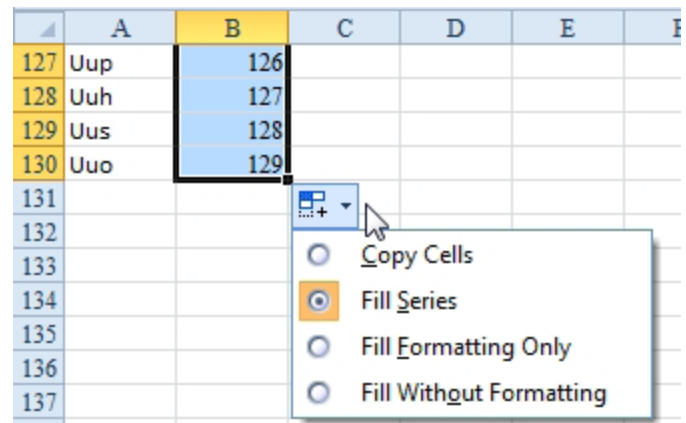 A B C D E
127 Uup 126
128 Uuh 127
129 Uus 128
130 Uuo 129
131
132
133
134
135
136
137
Copy Cells
Fill Series
Fill Formatting Only
Fill Without Formatting